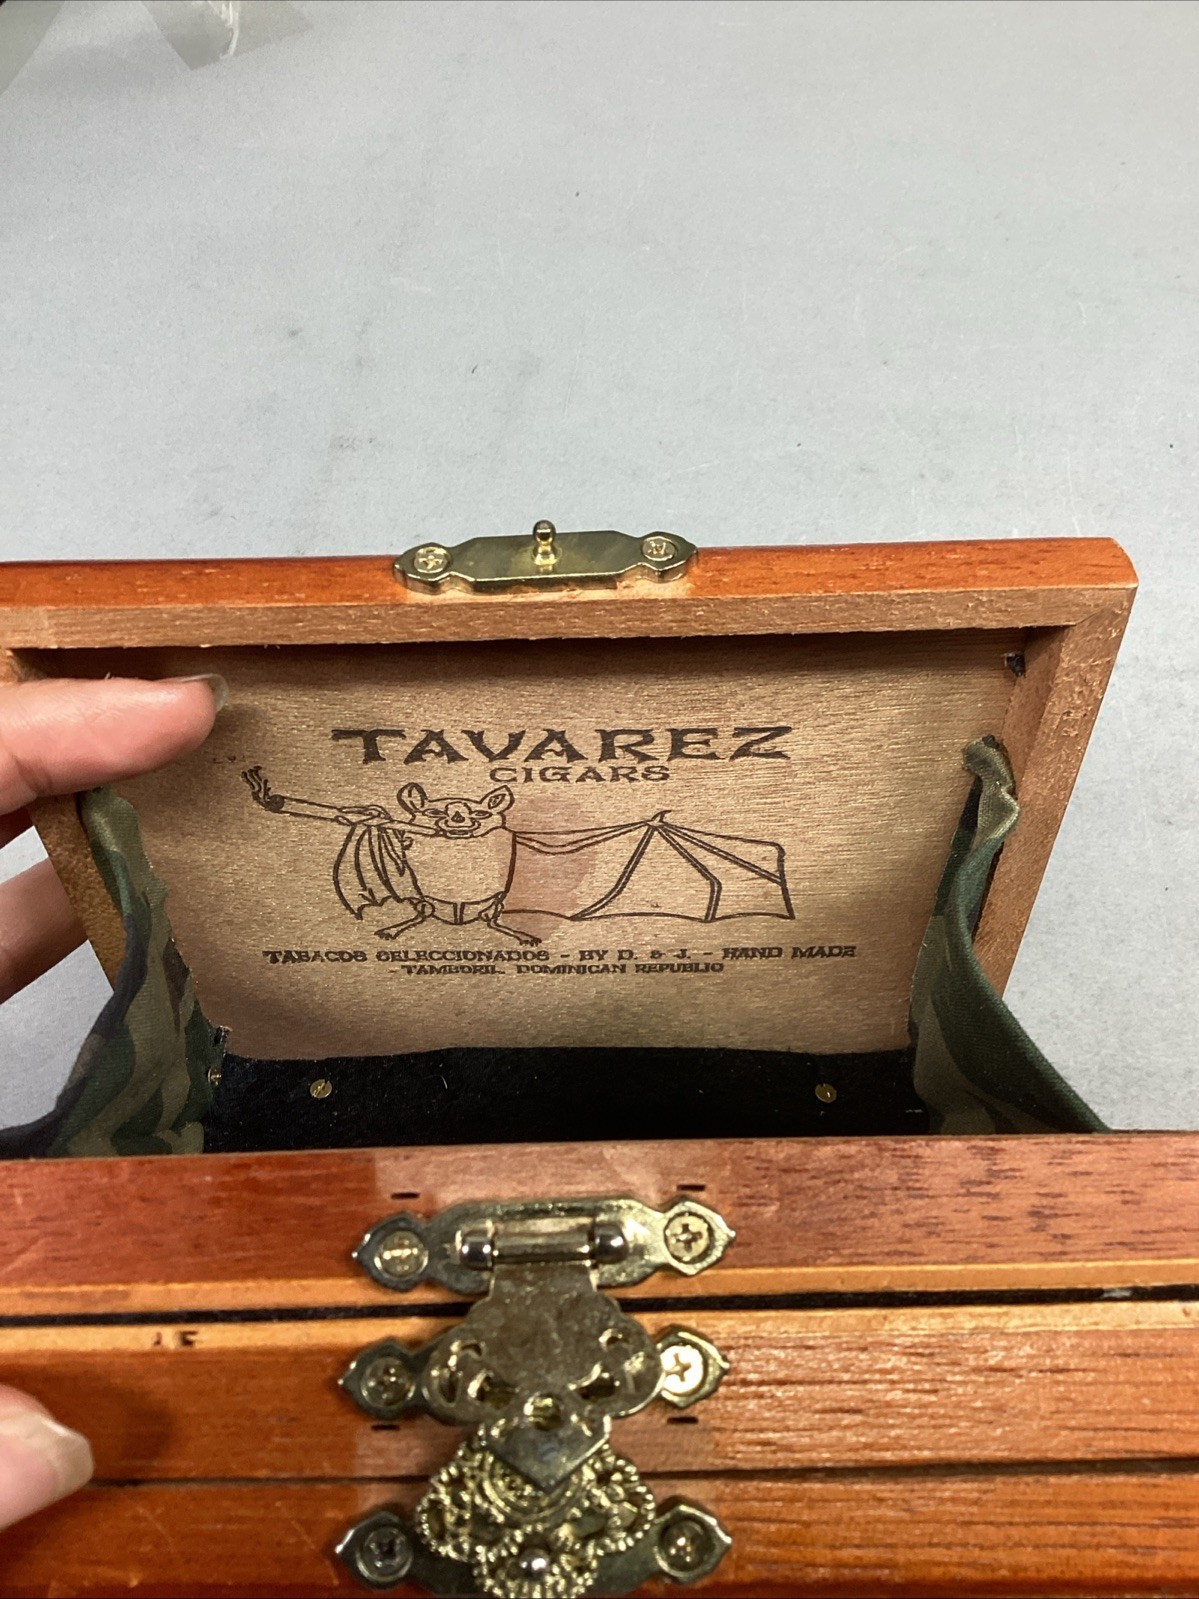 TAVAREZ
CIGARS
TABACOS SELECCIONADOS - BY D. & J. - HAND MADE
- TAMBORIL, DOMINICAN REPUBLIC